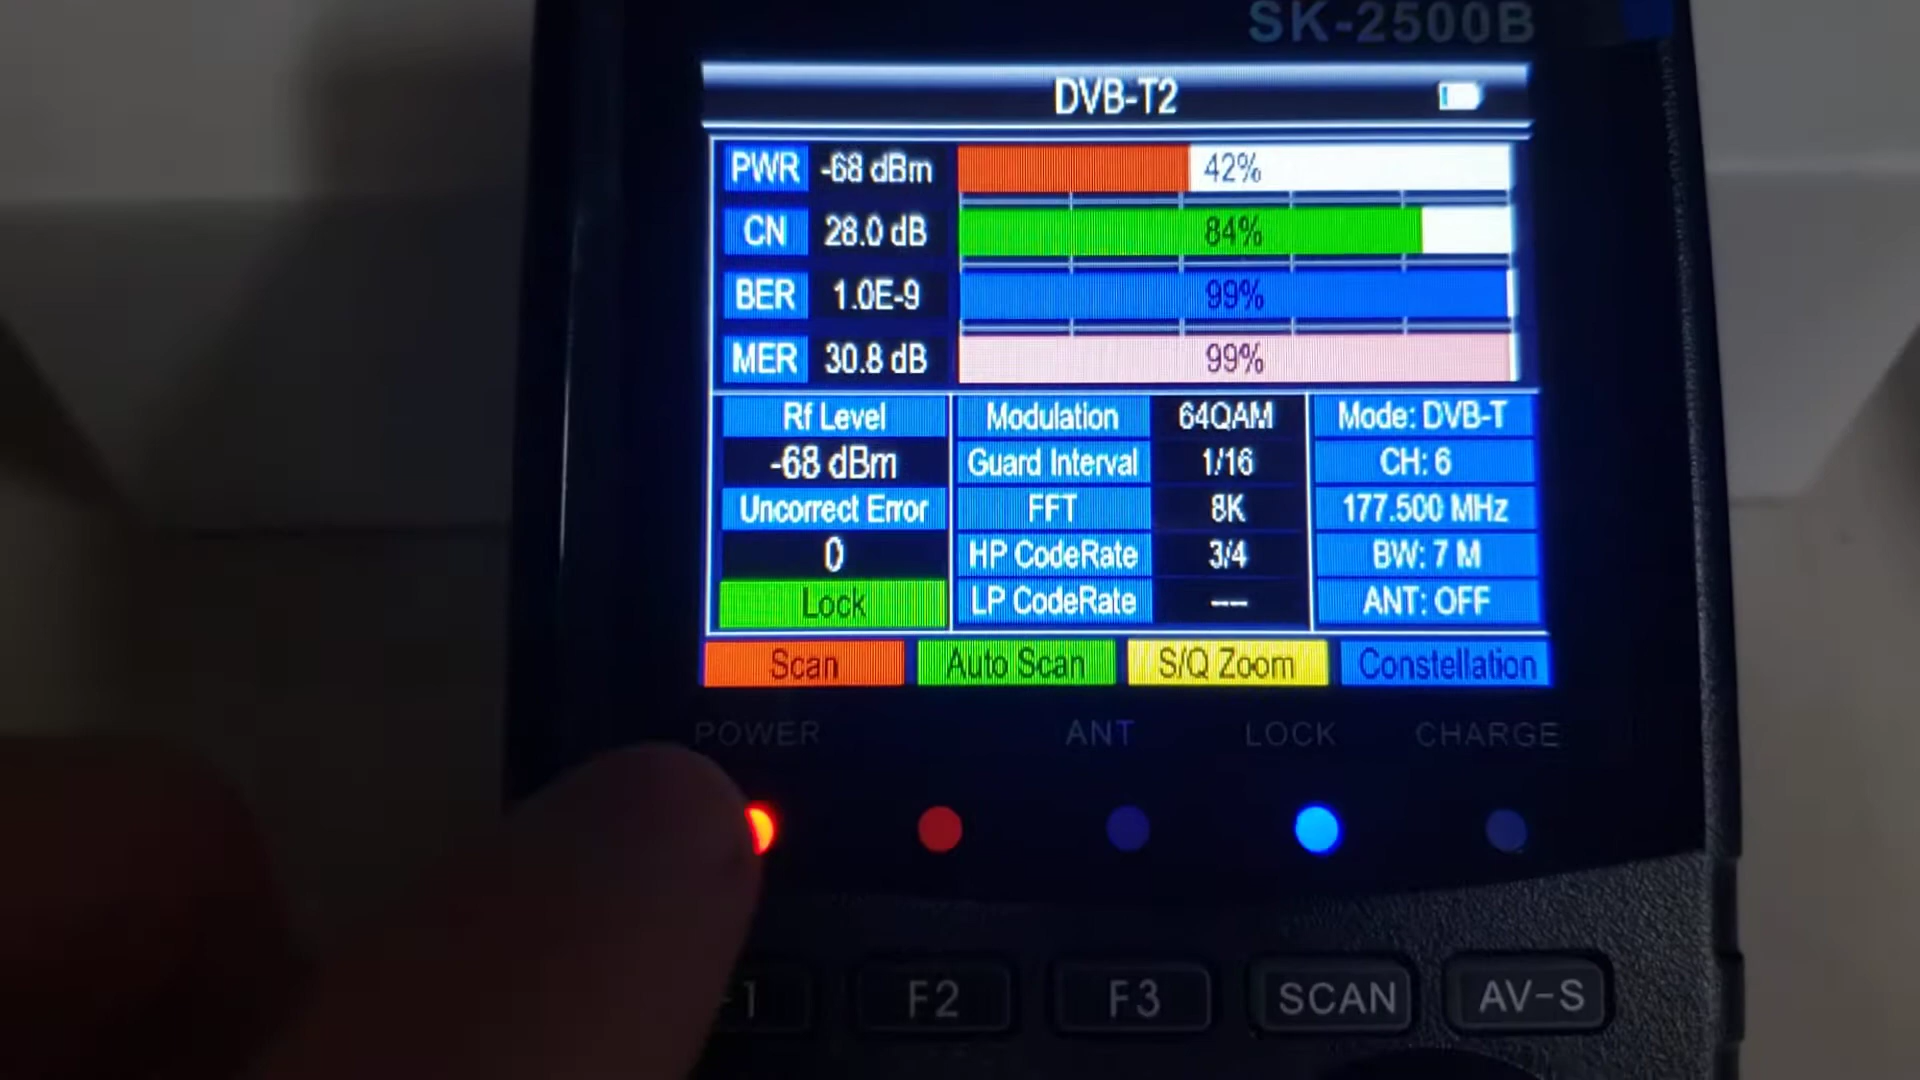 SK-2500B
DVB-T2
PWR -68 dBm 42%
CN 28.0 dB 84%
BER 1.0E-9 99%
MER 30.8 dB 99%
Rf Level Modulation 64QAM Mode: DVB-T
-68 dBm Guard Interval 1/16 CH: 6
Uncorrect Error FFT 8K 177.500 MHz
0 HP CodeRate 3/4 BW: 7 M
Lock LP CodeRate --- ANT: OFF
Scan Auto Scan S/Q Zoom Constellation
POWER ANT LOCK CHARGE
F2 F3 SCAN AV-S